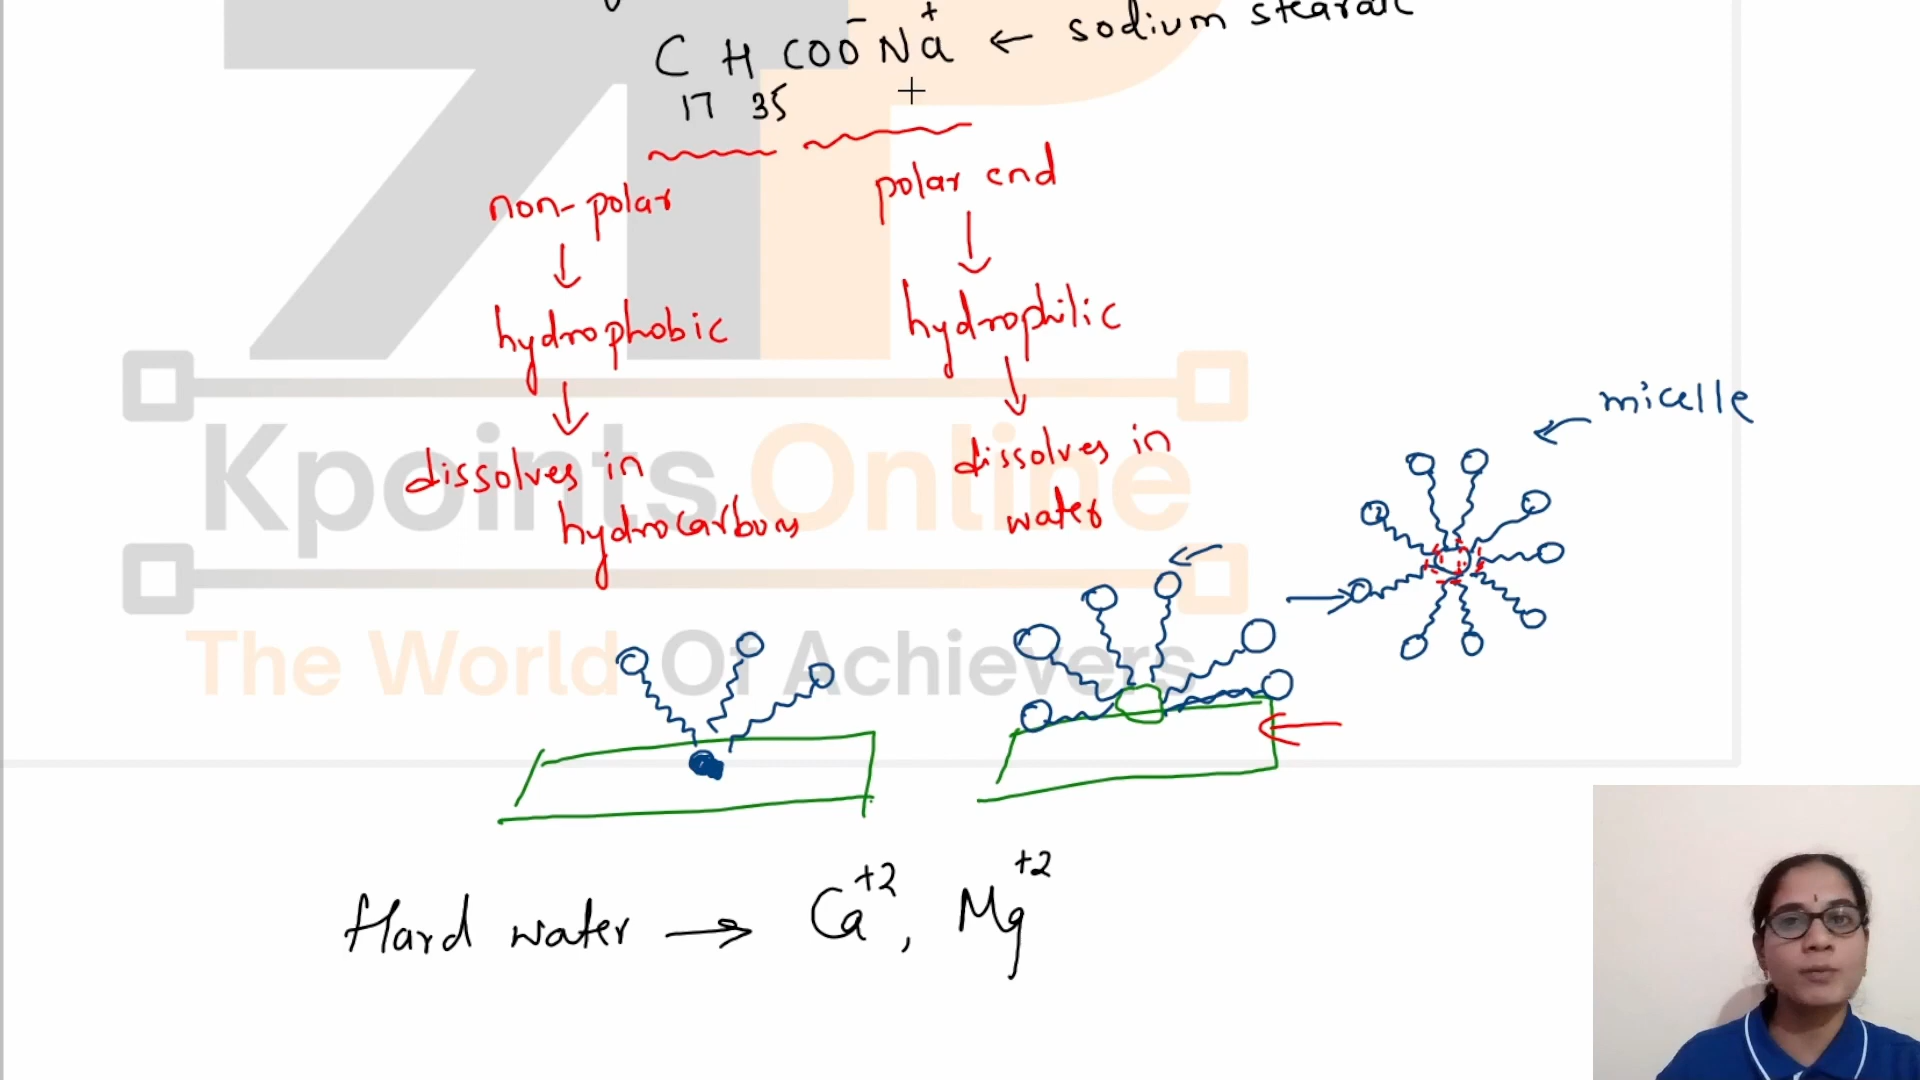 C₁₇H₃₅COO⁻Na⁺ ← sodium
non-polar
polar end
hydrophobic
hydrophilic
dissolves in
hydrocarbons
dissolves in
water
micelle
Kpoints Online
The World Of Achievers
Hard water → Ca⁺², Mg⁺²